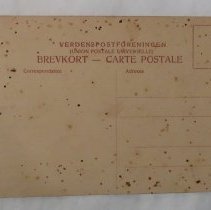 VERDENSPOSTFORENINGEN
(UNION POSTALE UNIVERSELLE)
BREVKORT — CARTE POSTALE
Correspondance Adresse